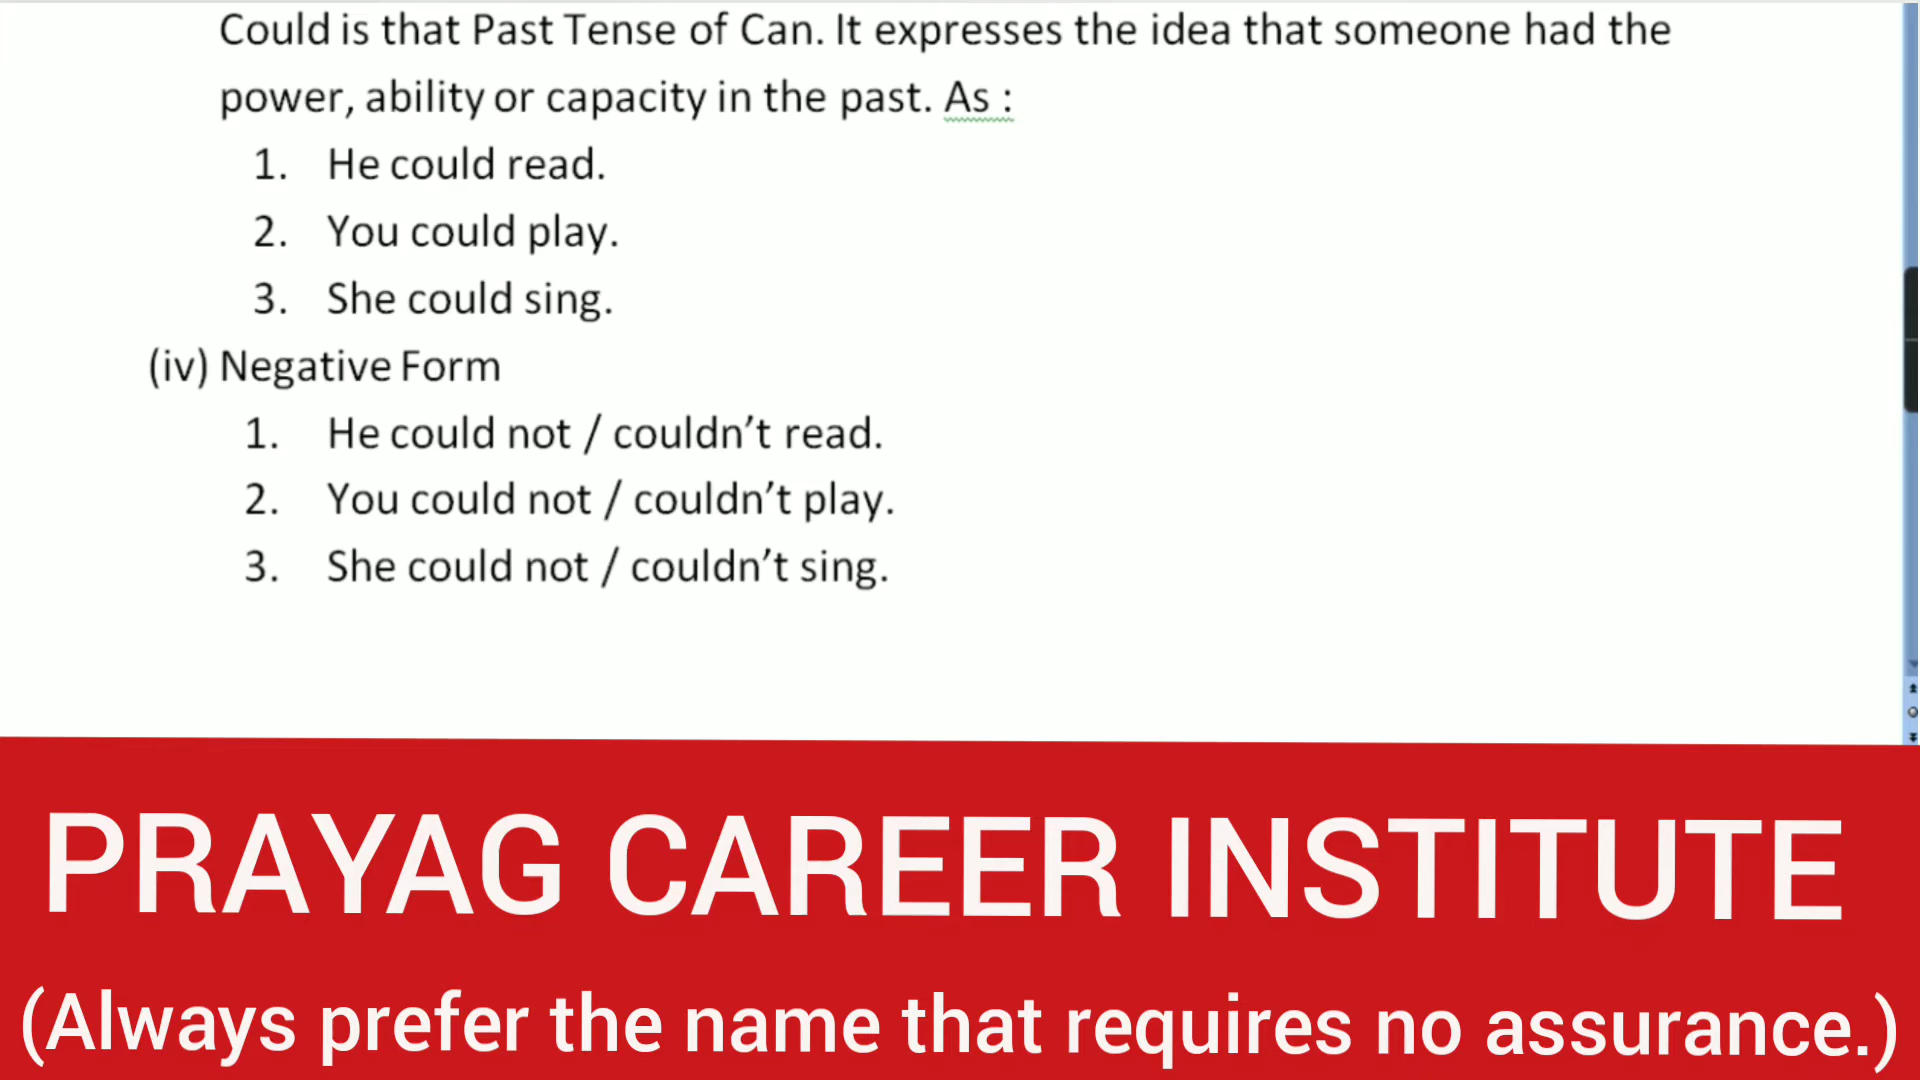 Could is that Past Tense of Can. It expresses the idea that someone had the
power, ability or capacity in the past. As :
1. He could read.
2. You could play.
3. She could sing.
(iv) Negative Form
1. He could not / couldn’t read.
2. You could not / couldn’t play.
3. She could not / couldn’t sing.
PRAYAG CAREER INSTITUTE
(Always prefer the name that requires no assurance.)